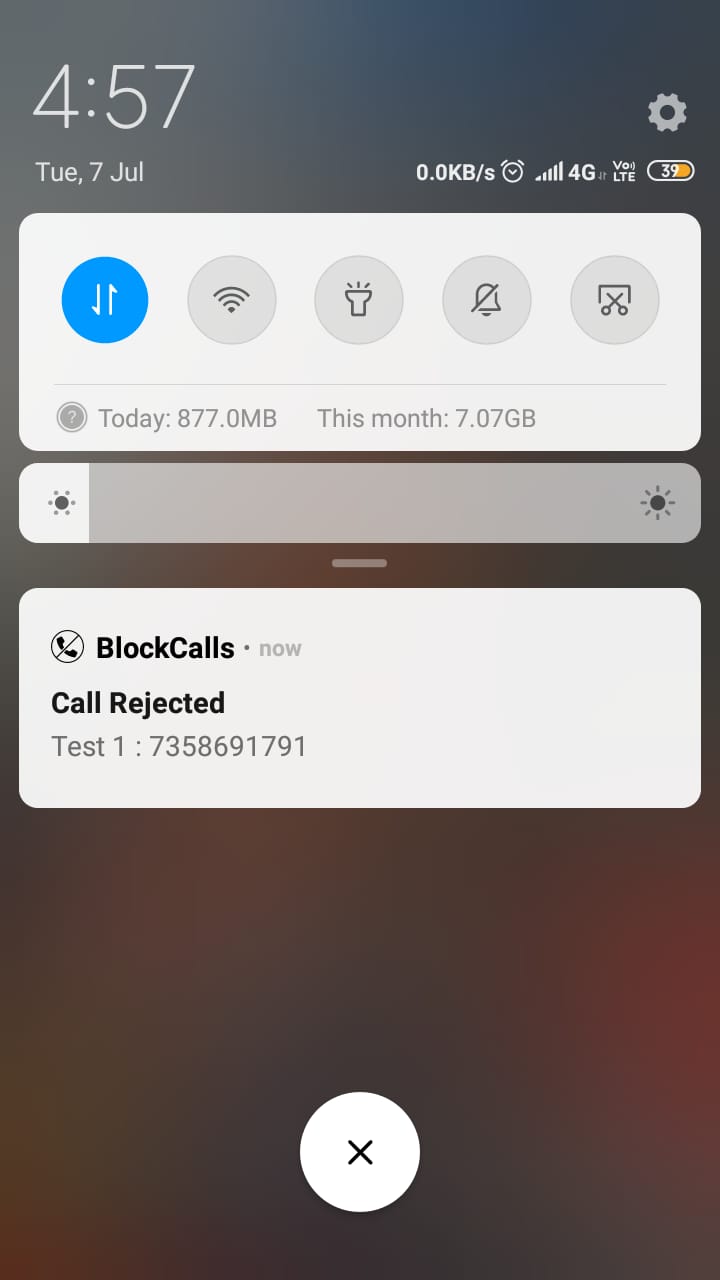 4:57
Tue, 7 Jul 0.0KB/s 4G Vo) LTE 39
? Today: 877.0MB This month: 7.07GB
BlockCalls • now
Call Rejected
Test 1 : 7358691791